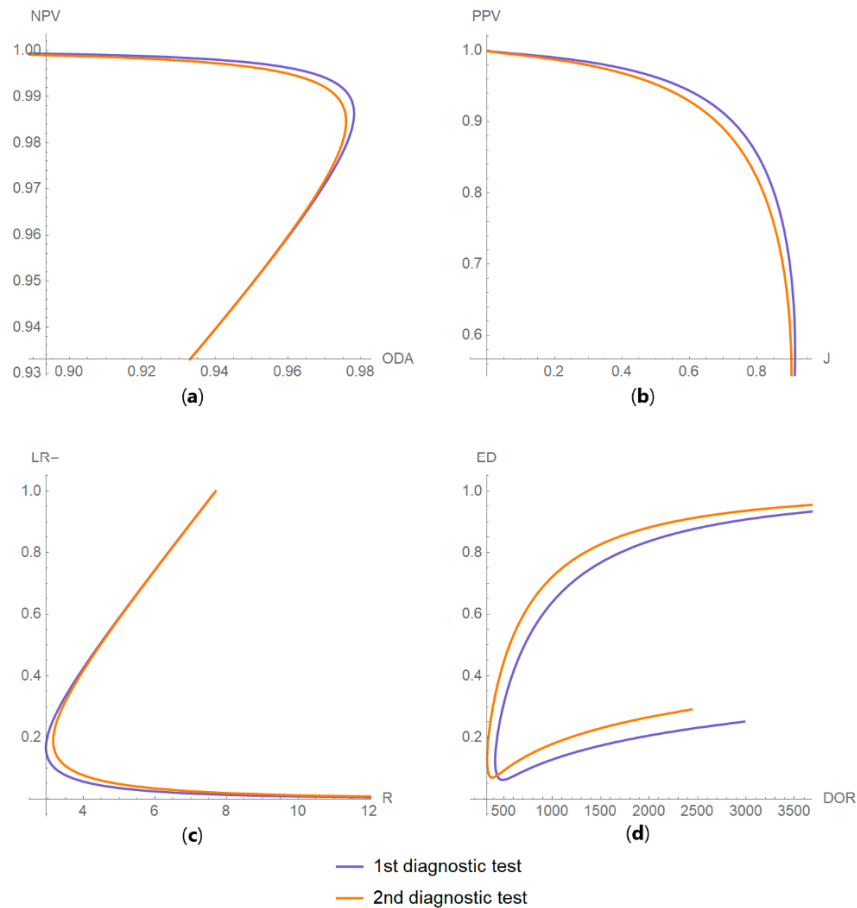 NPV
1.00
0.99
0.98
0.97
0.96
0.95
0.94
0.93
0.90 0.92 0.94 0.96 0.98
ODA
(a)
PPV
1.0
0.9
0.8
0.7
0.6
0.2 0.4 0.6 0.8
J
(b)
LR−
1.0
0.8
0.6
0.4
0.2
4 6 8 10 12
R
(c)
ED
1.0
0.8
0.6
0.4
0.2
500 1000 1500 2000 2500 3000 3500
DOR
(d)
1st diagnostic test
2nd diagnostic test